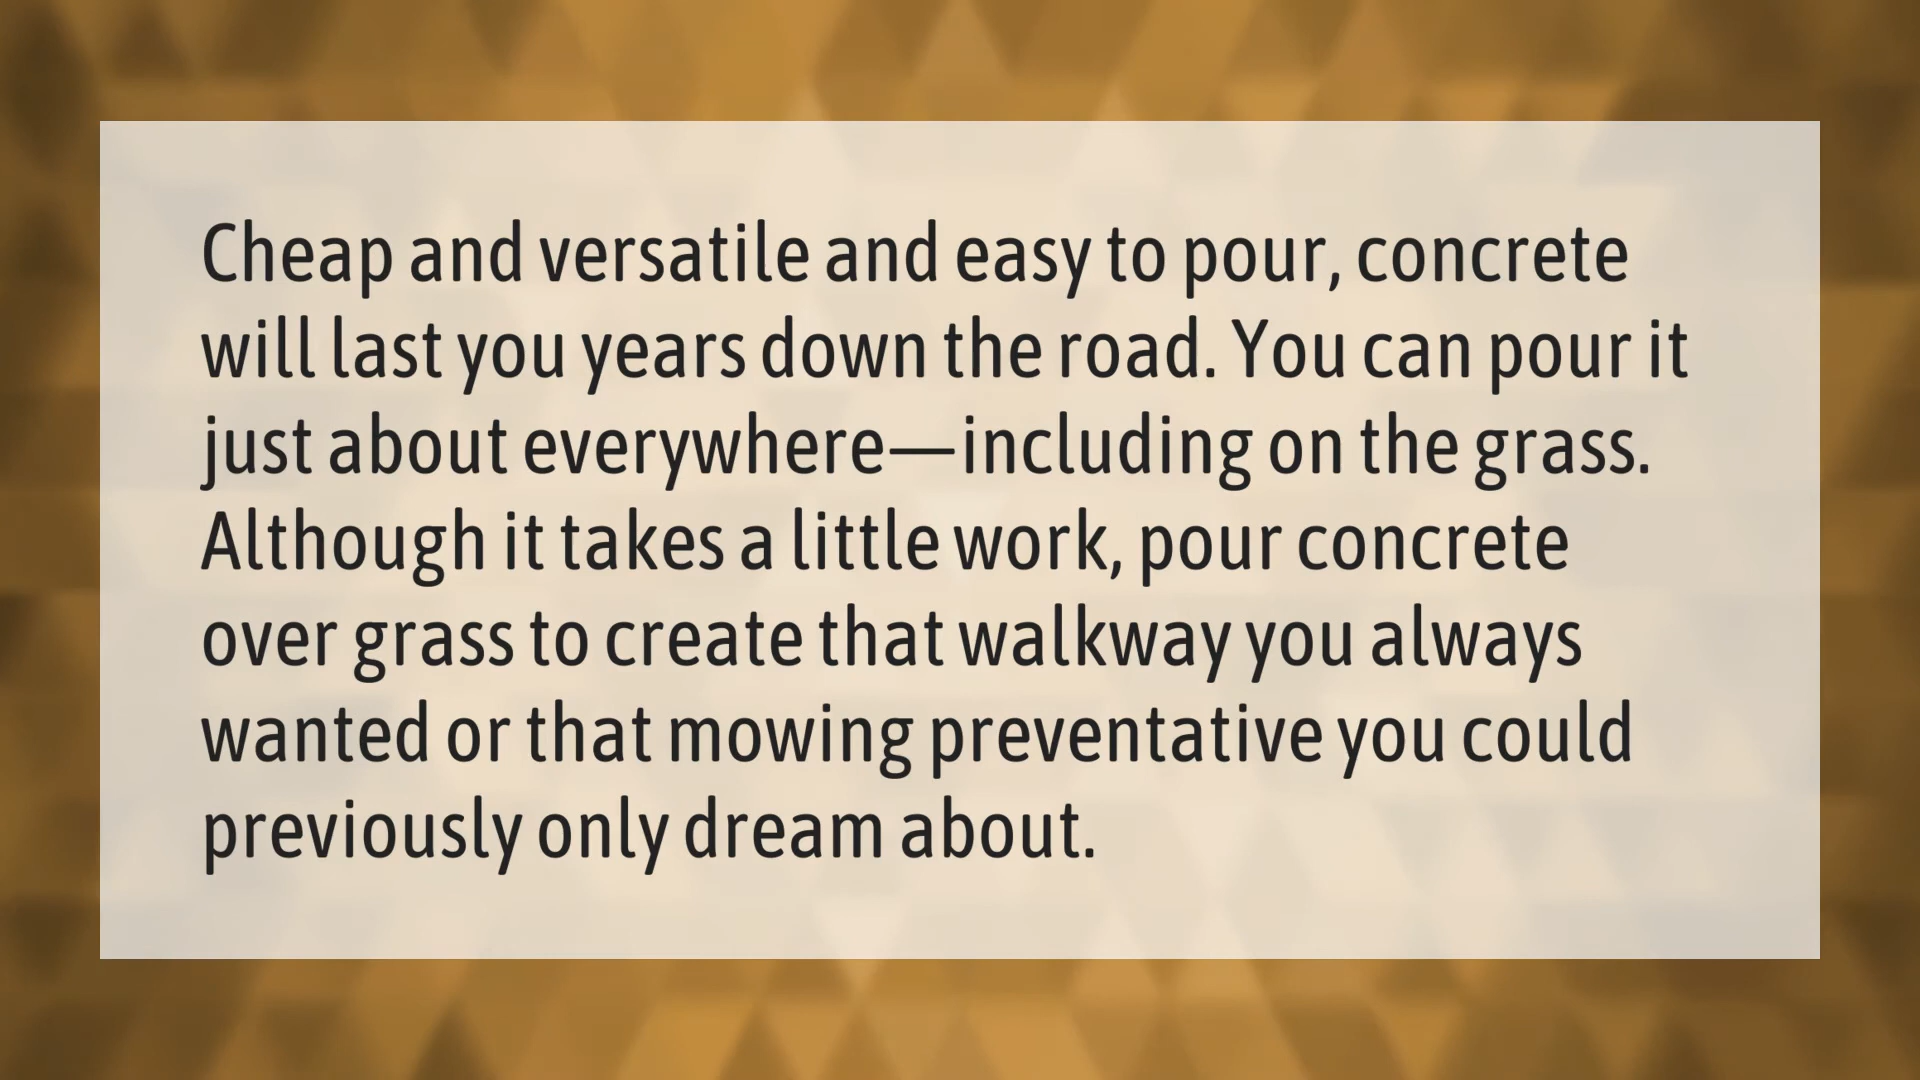 Cheap and versatile and easy to pour, concrete
will last you years down the road. You can pour it
just about everywhere—including on the grass.
Although it takes a little work, pour concrete
over grass to create that walkway you always
wanted or that mowing preventative you could
previously only dream about.